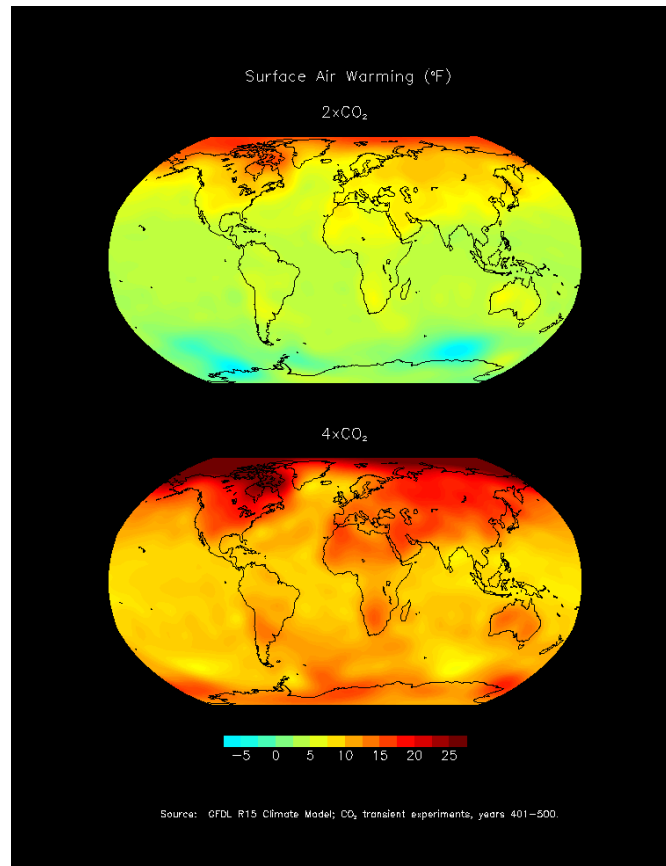 Surface Air Warming (°F)
2xCO₂
4xCO₂
−5 0 5 10 15 20 25
Source: GFDL R15 Climate Model; CO₂ transient experiments, years 401−500.